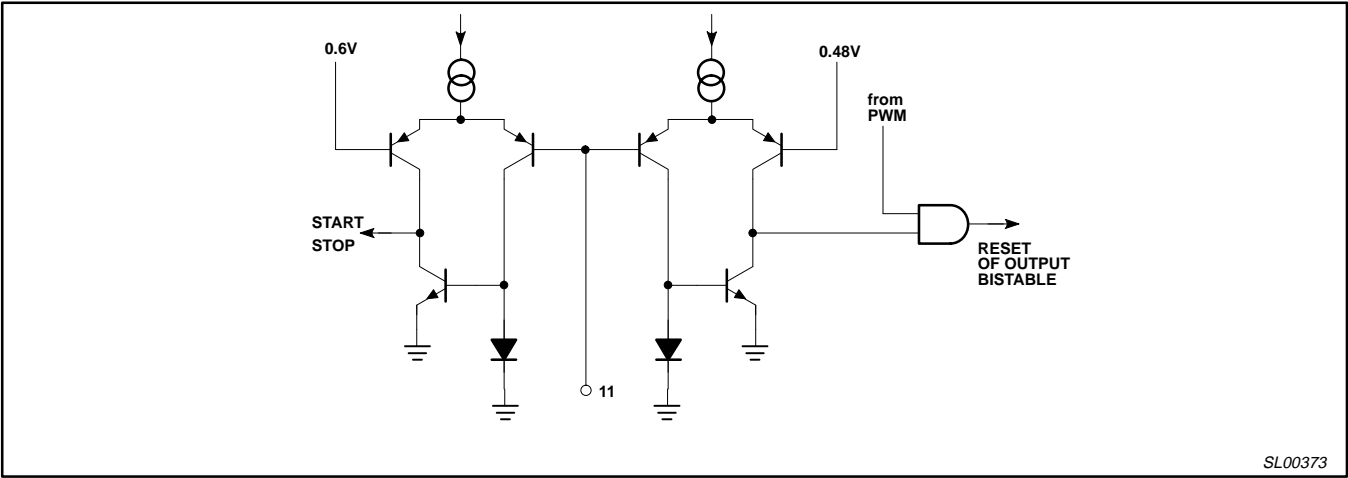 0.6V
0.48V
from
PWM
START
STOP
RESET
OF OUTPUT
BISTABLE
11
SL00373